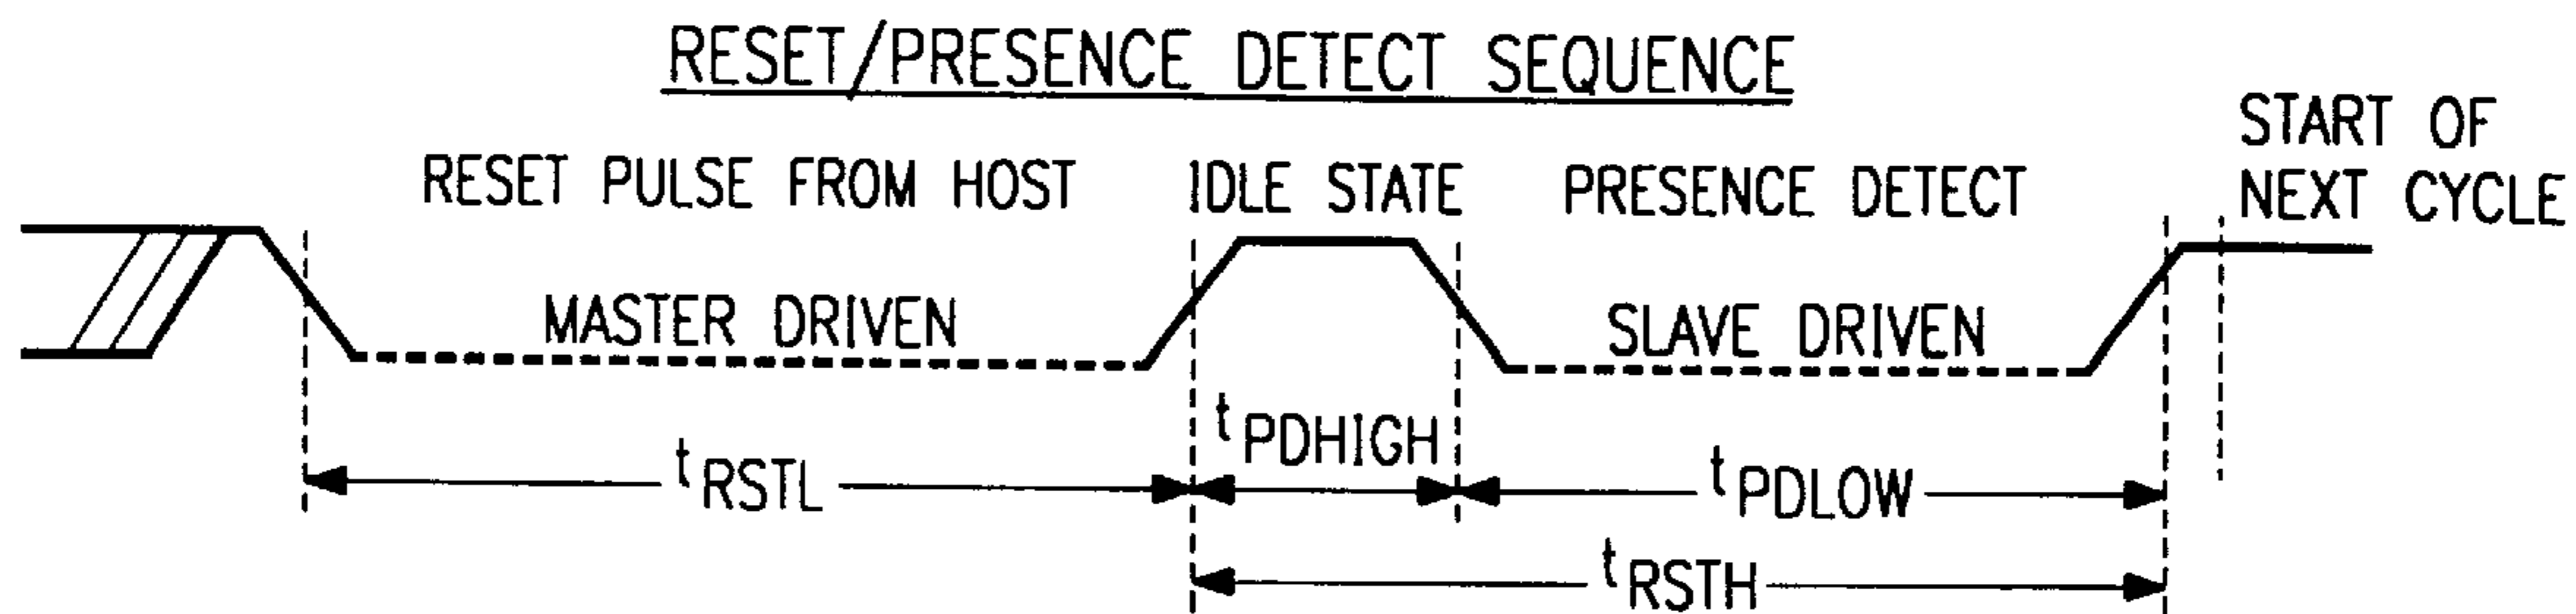 RESET/PRESENCE DETECT SEQUENCE
START OF
NEXT CYCLE
RESET PULSE FROM HOST
IDLE STATE
PRESENCE DETECT
MASTER DRIVEN
SLAVE DRIVEN
tRSTL
tPDHIGH
tPDLOW
tRSTH